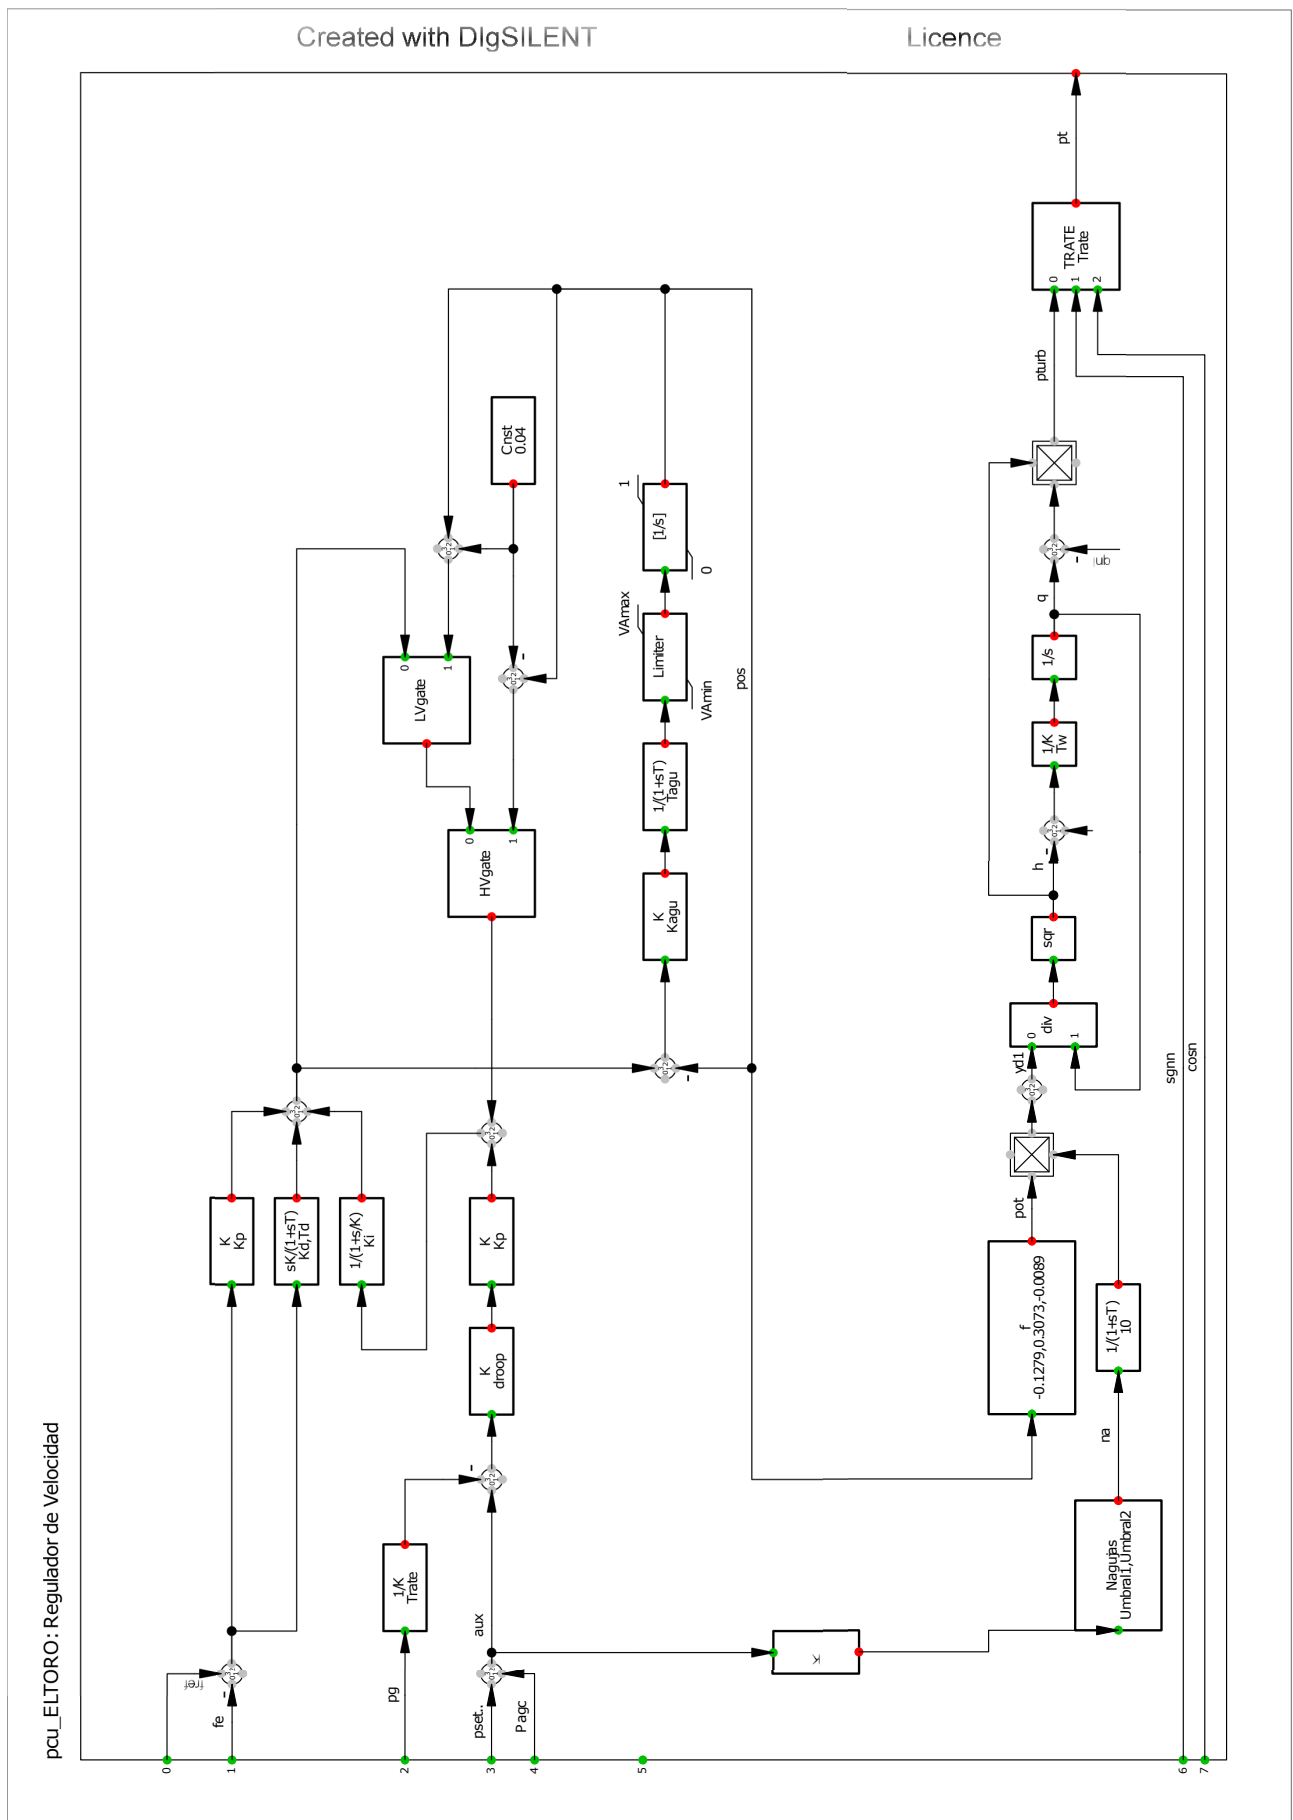 Created with DIgSILENT
Licence
pcu_ELTORO: Regulador de Velocidad
0
1
2
3
4
5
6
7
fref
fe
-
pg
pset..
Pagc
aux
1/K
Trate
-
K
droop
K
Kp
K
Kp
sK/(1+sT)
Kd,Td
1/(1+s/K)
Ki
HVgate
0
1
LVgate
0
1
Cnst
0.04
-
-
K
Kagu
1/(1+sT)
Tagu
Limiter
VAmax
VAmin
[1/s]
1
0
pos
K
Nagujas
Umbral1,Umbral2
na
1/(1+sT)
10
f
-0.1279,0.3073,-0.0089
pot
yd1
div
0
1
sqr
h
-
1/K
Tw
1/s
q
-
qnl
pturb
TRATE
Trate
0
1
2
pt
sgnn
cosn